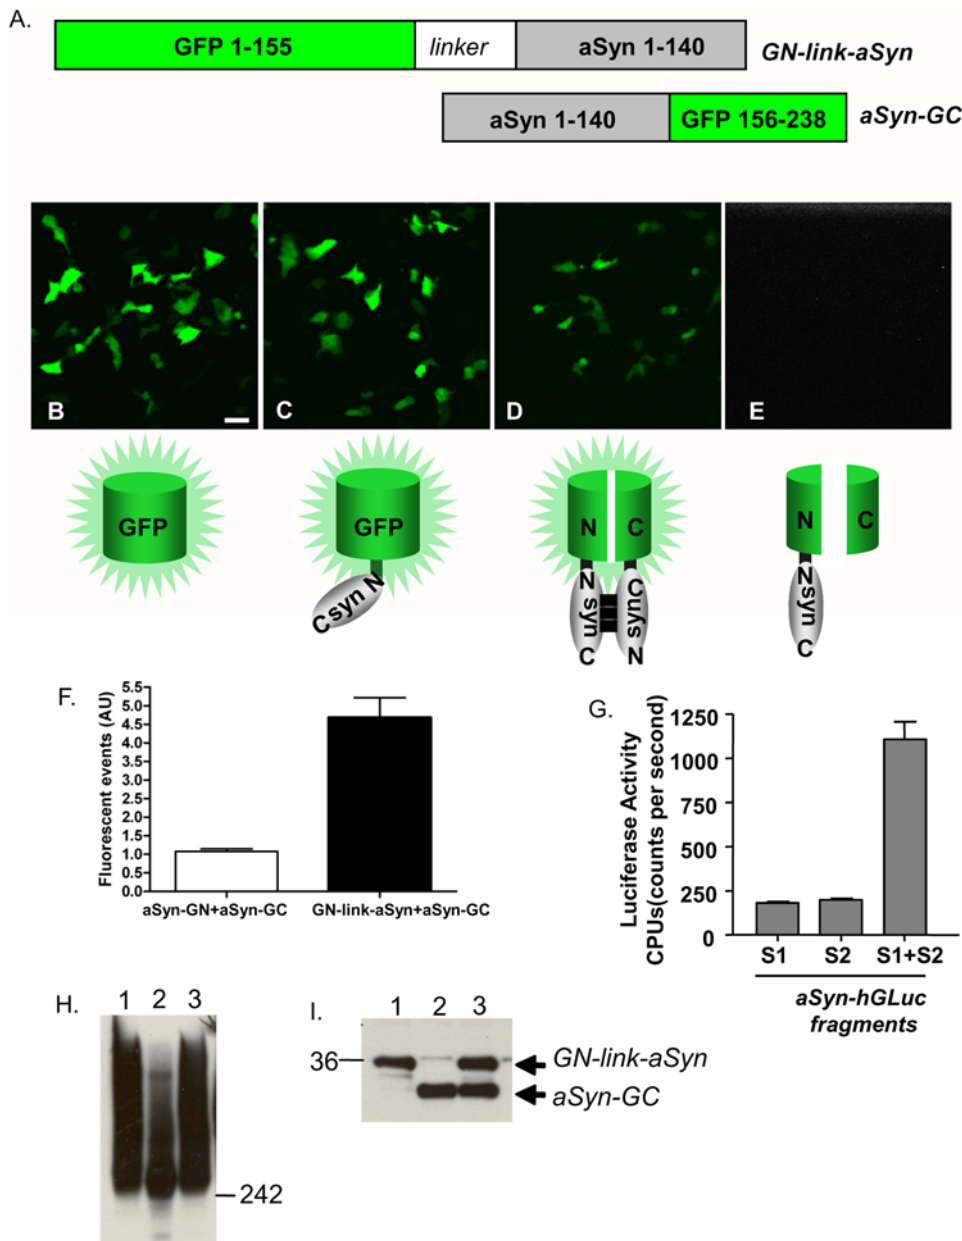 A.
GFP 1-155 linker aSyn 1-140 GN-link-aSyn
aSyn 1-140 GFP 156-238 aSyn-GC
B C D E
GFP GFP N C N C
C syn N N syn C C syn N N syn C
F.
Fluorescent events (AU)
5.5
5.0
4.5
4.0
3.5
3.0
2.5
2.0
1.5
1.0
0.5
0.0
aSyn-GN+aSyn-GC GN-link-aSyn+aSyn-GC
G.
Luciferase Activity
CPUs(counts per second)
1250
1000
750
500
250
0
S1 S2 S1+S2
aSyn-hGLuc
fragments
H.
1 2 3
242
I.
1 2 3
36 GN-link-aSyn
aSyn-GC